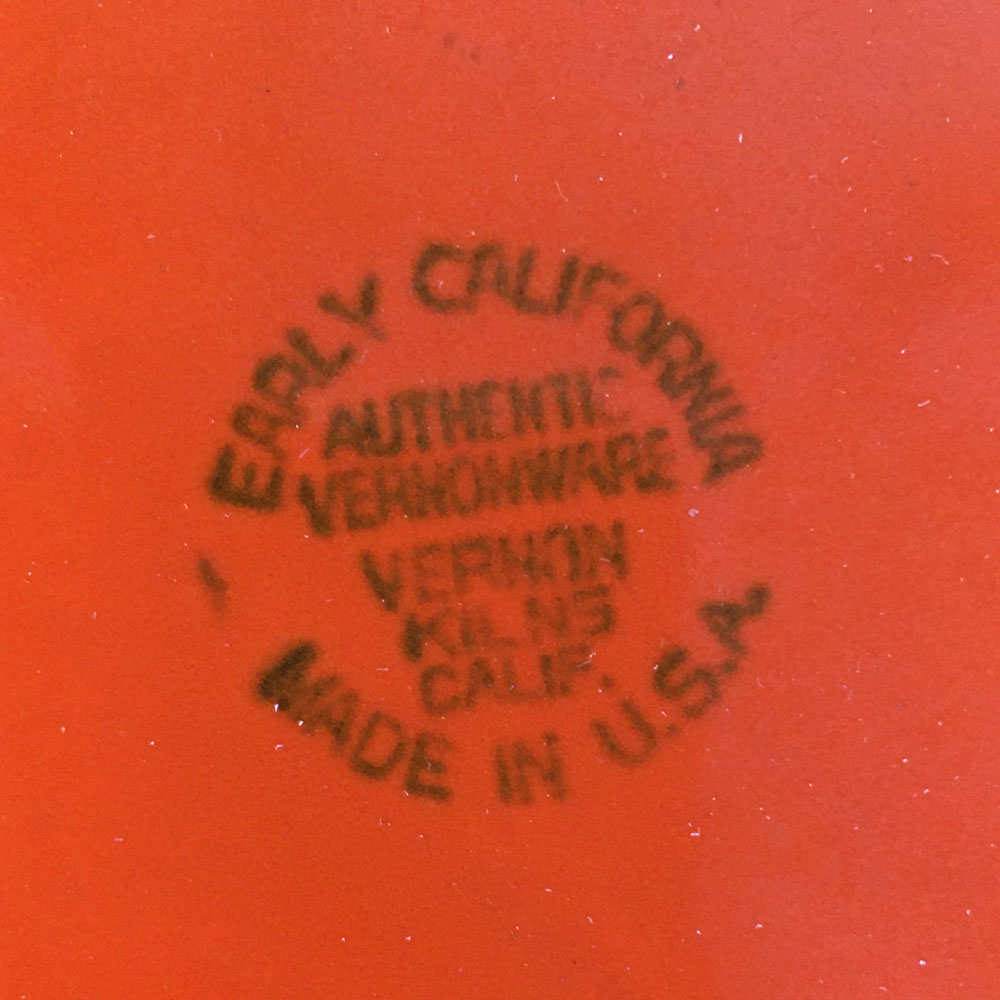 EARLY CALIFORNIA
AUTHENTIC
VERNONWARE
VERNON
KILNS
CALIF.
MADE IN U.S.A.